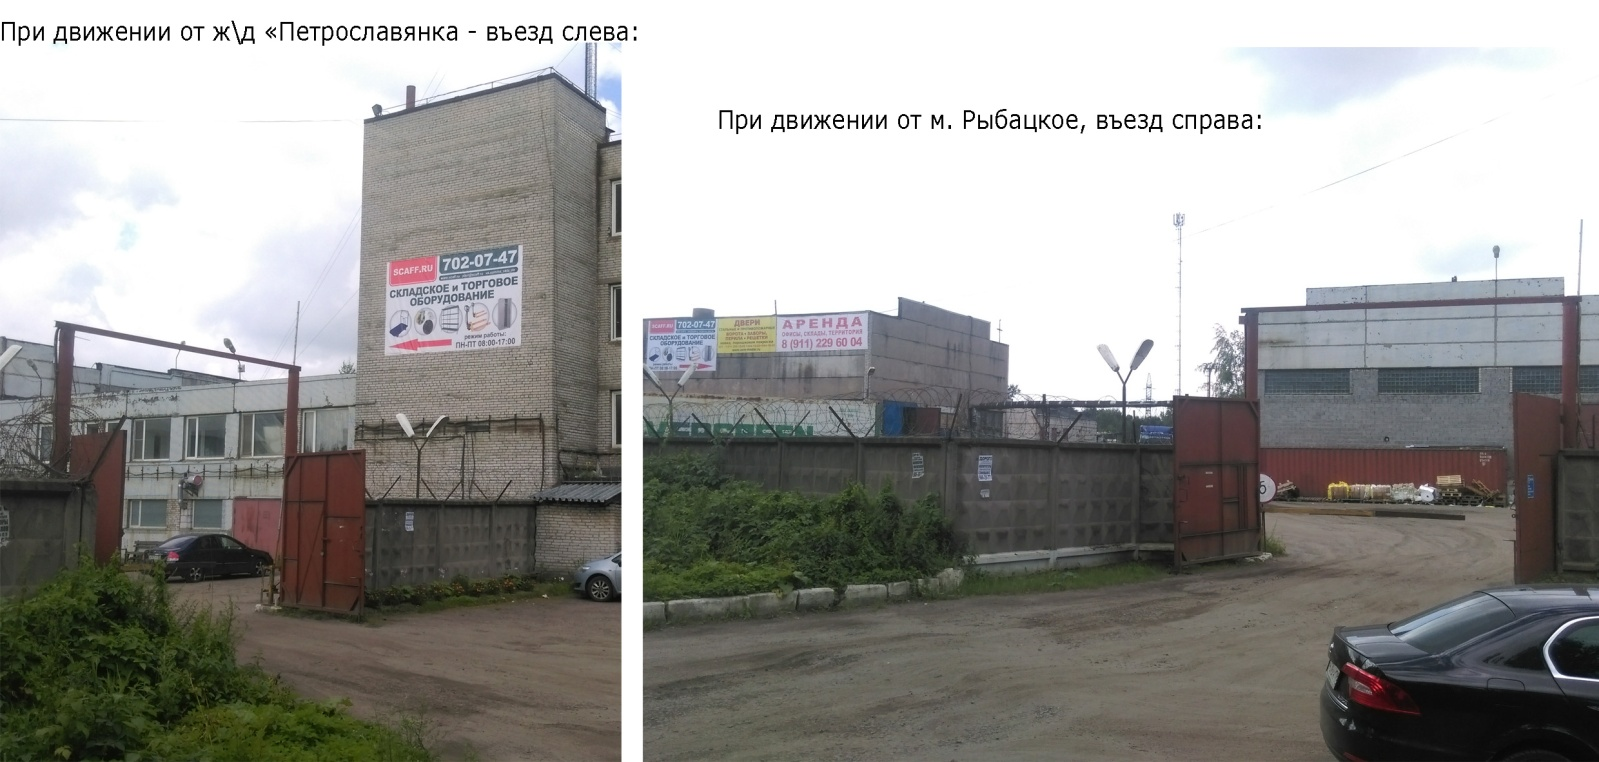 При движении от ж\д «Петрославянка - въезд слева:
SCAFF.RU
702-07-47
СКЛАДСКОЕ и ТОРГОВОЕ
ОБОРУДОВАНИЕ
режим работы:
ПН-ПТ 08:00-17:00
При движении от м. Рыбацкое, въезд справа:
SCAFF.RU 702-07-47
СКЛАДСКОЕ и ТОРГОВОЕ
ОБОРУДОВАНИЕ
ДВЕРИ
АРЕНДА
ОФИСЫ, СКЛАДЫ, ТЕРРИТОРИЯ
8 (911) 229 60 04